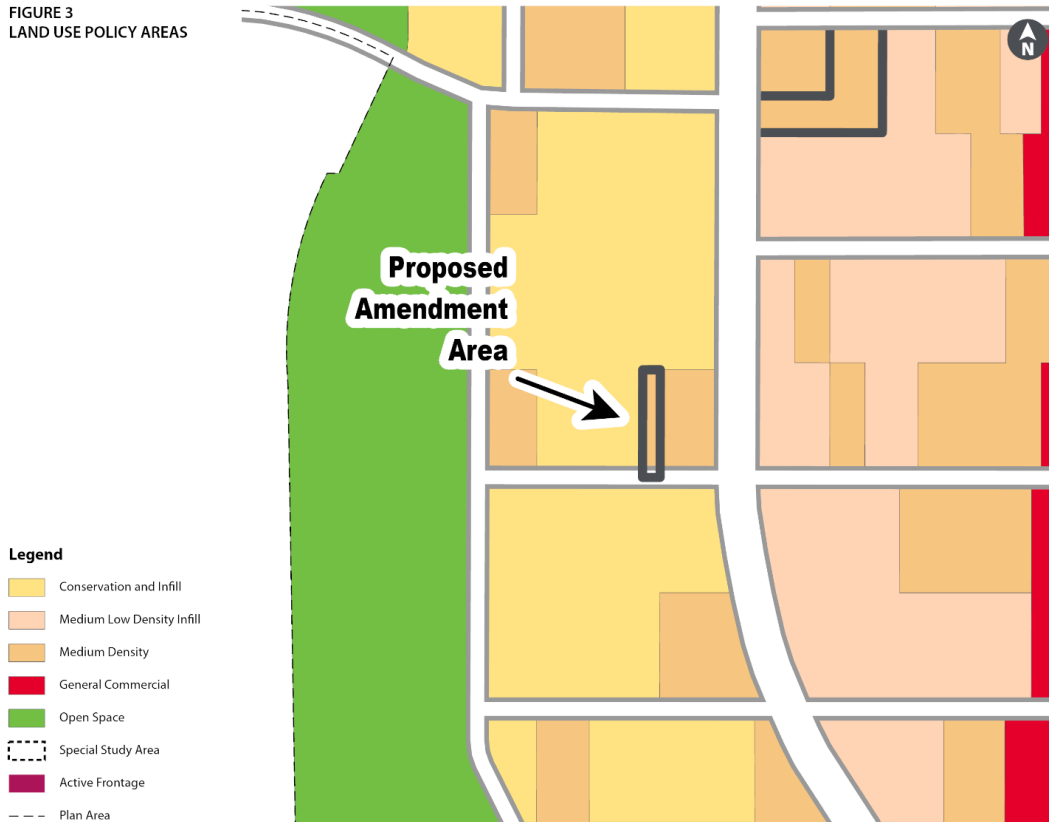 FIGURE 3
LAND USE POLICY AREAS
N
Proposed
Amendment
Area
Legend
Conservation and Infill
Medium Low Density Infill
Medium Density
General Commercial
Open Space
Special Study Area
Active Frontage
Plan Area